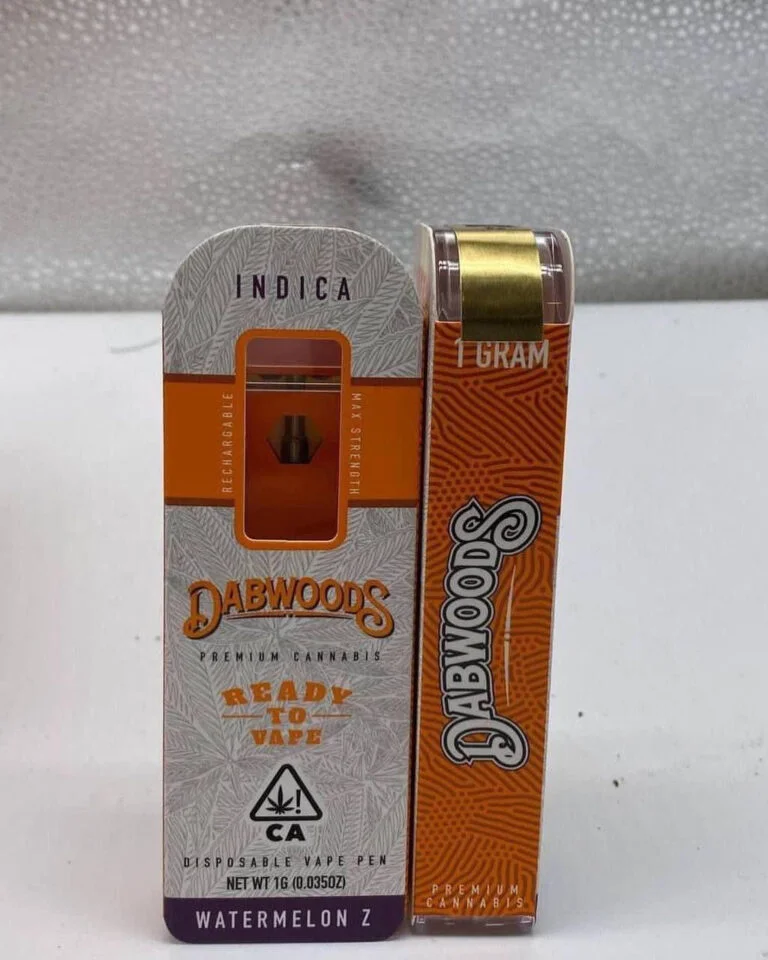 INDICA
RECHARGABLE
MAX STRENGTH
DABWOODS
PREMIUM CANNABIS
READY
TO
VAPE
CA
DISPOSABLE VAPE PEN
NET WT 1G (0.035OZ)
WATERMELON Z
1 GRAM
DABWOODS
PREMIUM
CANNABIS